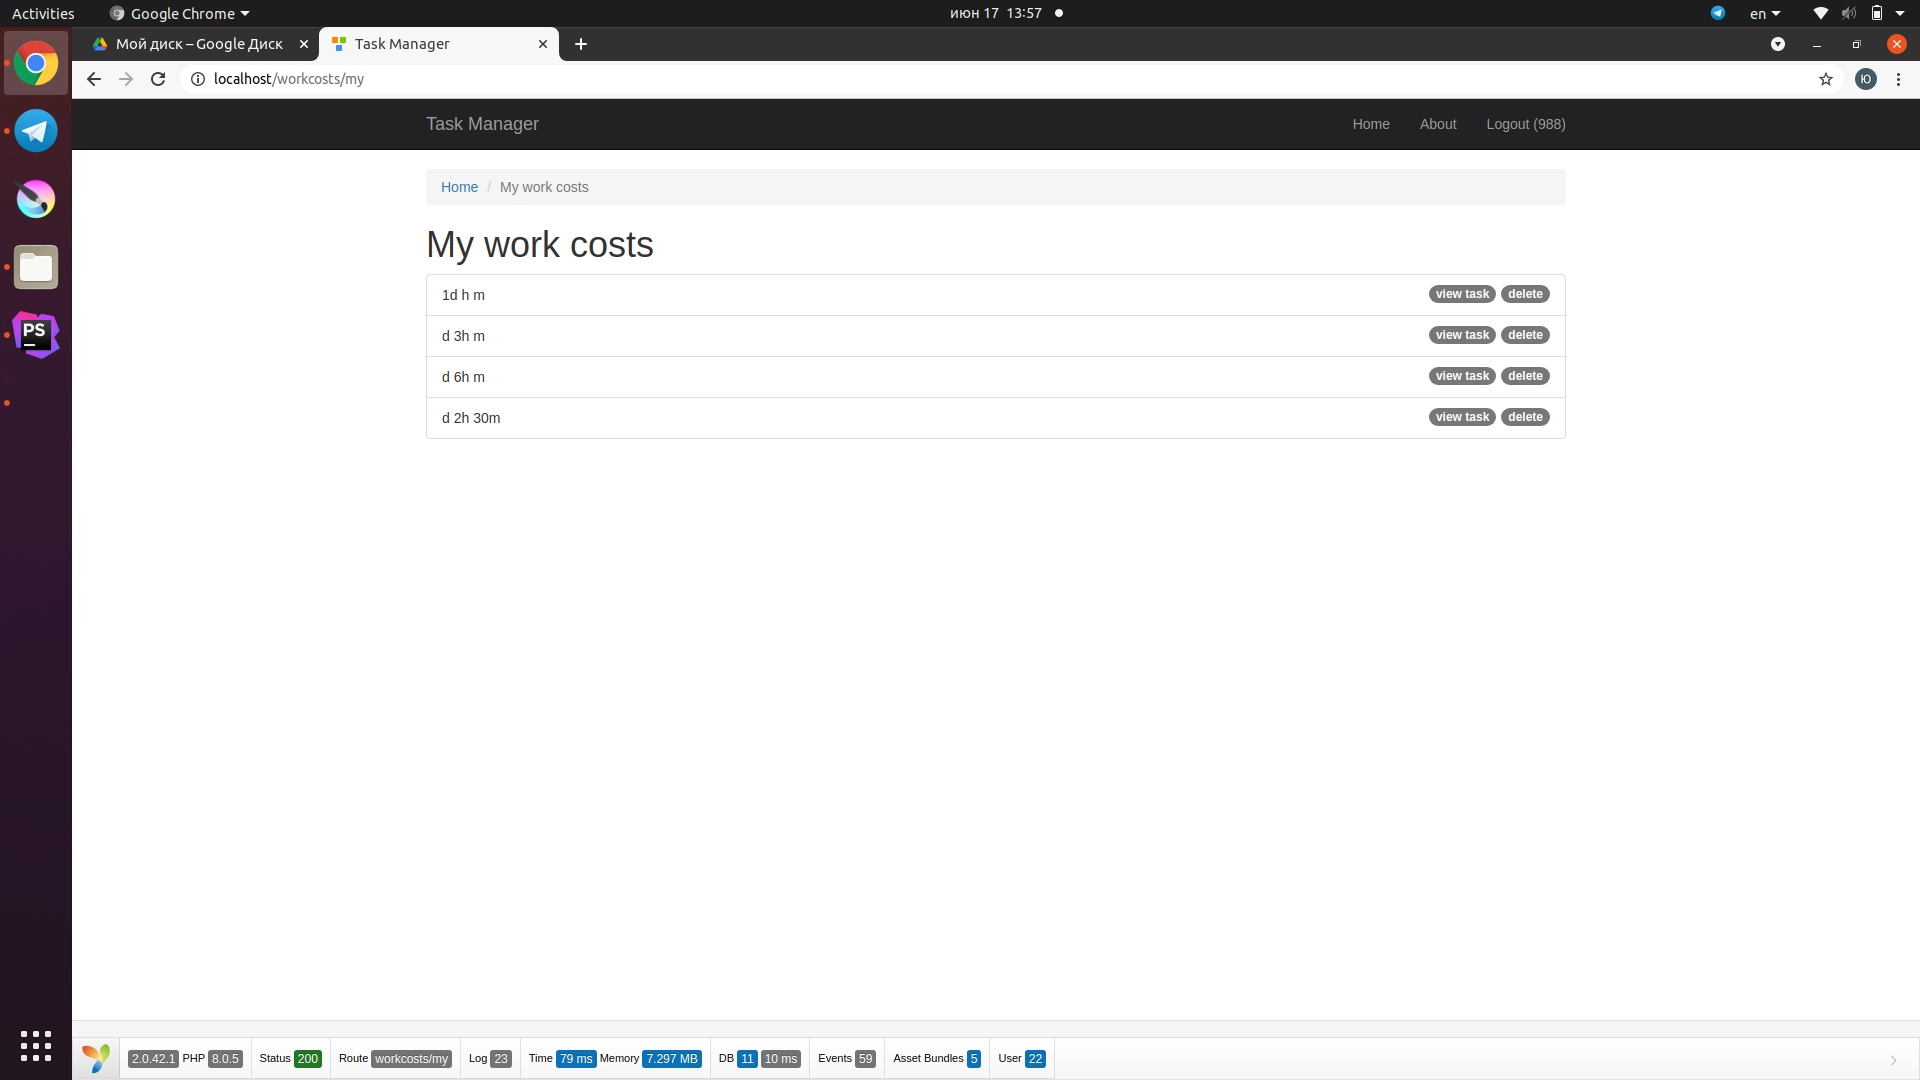 Activities Google Chrome июн 17 13:57 en
Мой диск – Google Диск Task Manager
localhost/workcosts/my Ю
Task Manager Home About Logout (988)
Home / My work costs
My work costs
1d h m view task delete
d 3h m view task delete
d 6h m view task delete
d 2h 30m view task delete
PS
2.0.42.1 PHP 8.0.5 Status 200 Route workcosts/my Log 23 Time 79 ms Memory 7.297 MB DB 11 10 ms Events 59 Asset Bundles 5 User 22